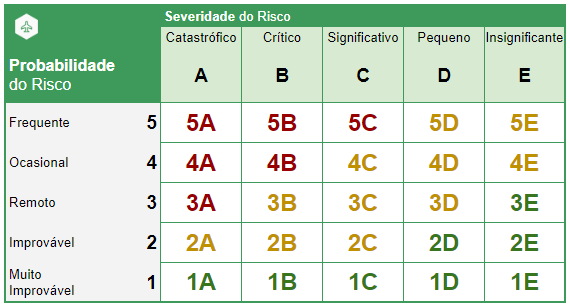 Severidade do Risco
Probabilidade
do Risco
Catastrófico Crítico Significativo Pequeno Insignificante
A B C D E
Frequente 5 5A 5B 5C 5D 5E
Ocasional 4 4A 4B 4C 4D 4E
Remoto 3 3A 3B 3C 3D 3E
Improvável 2 2A 2B 2C 2D 2E
Muito
Improvável 1 1A 1B 1C 1D 1E